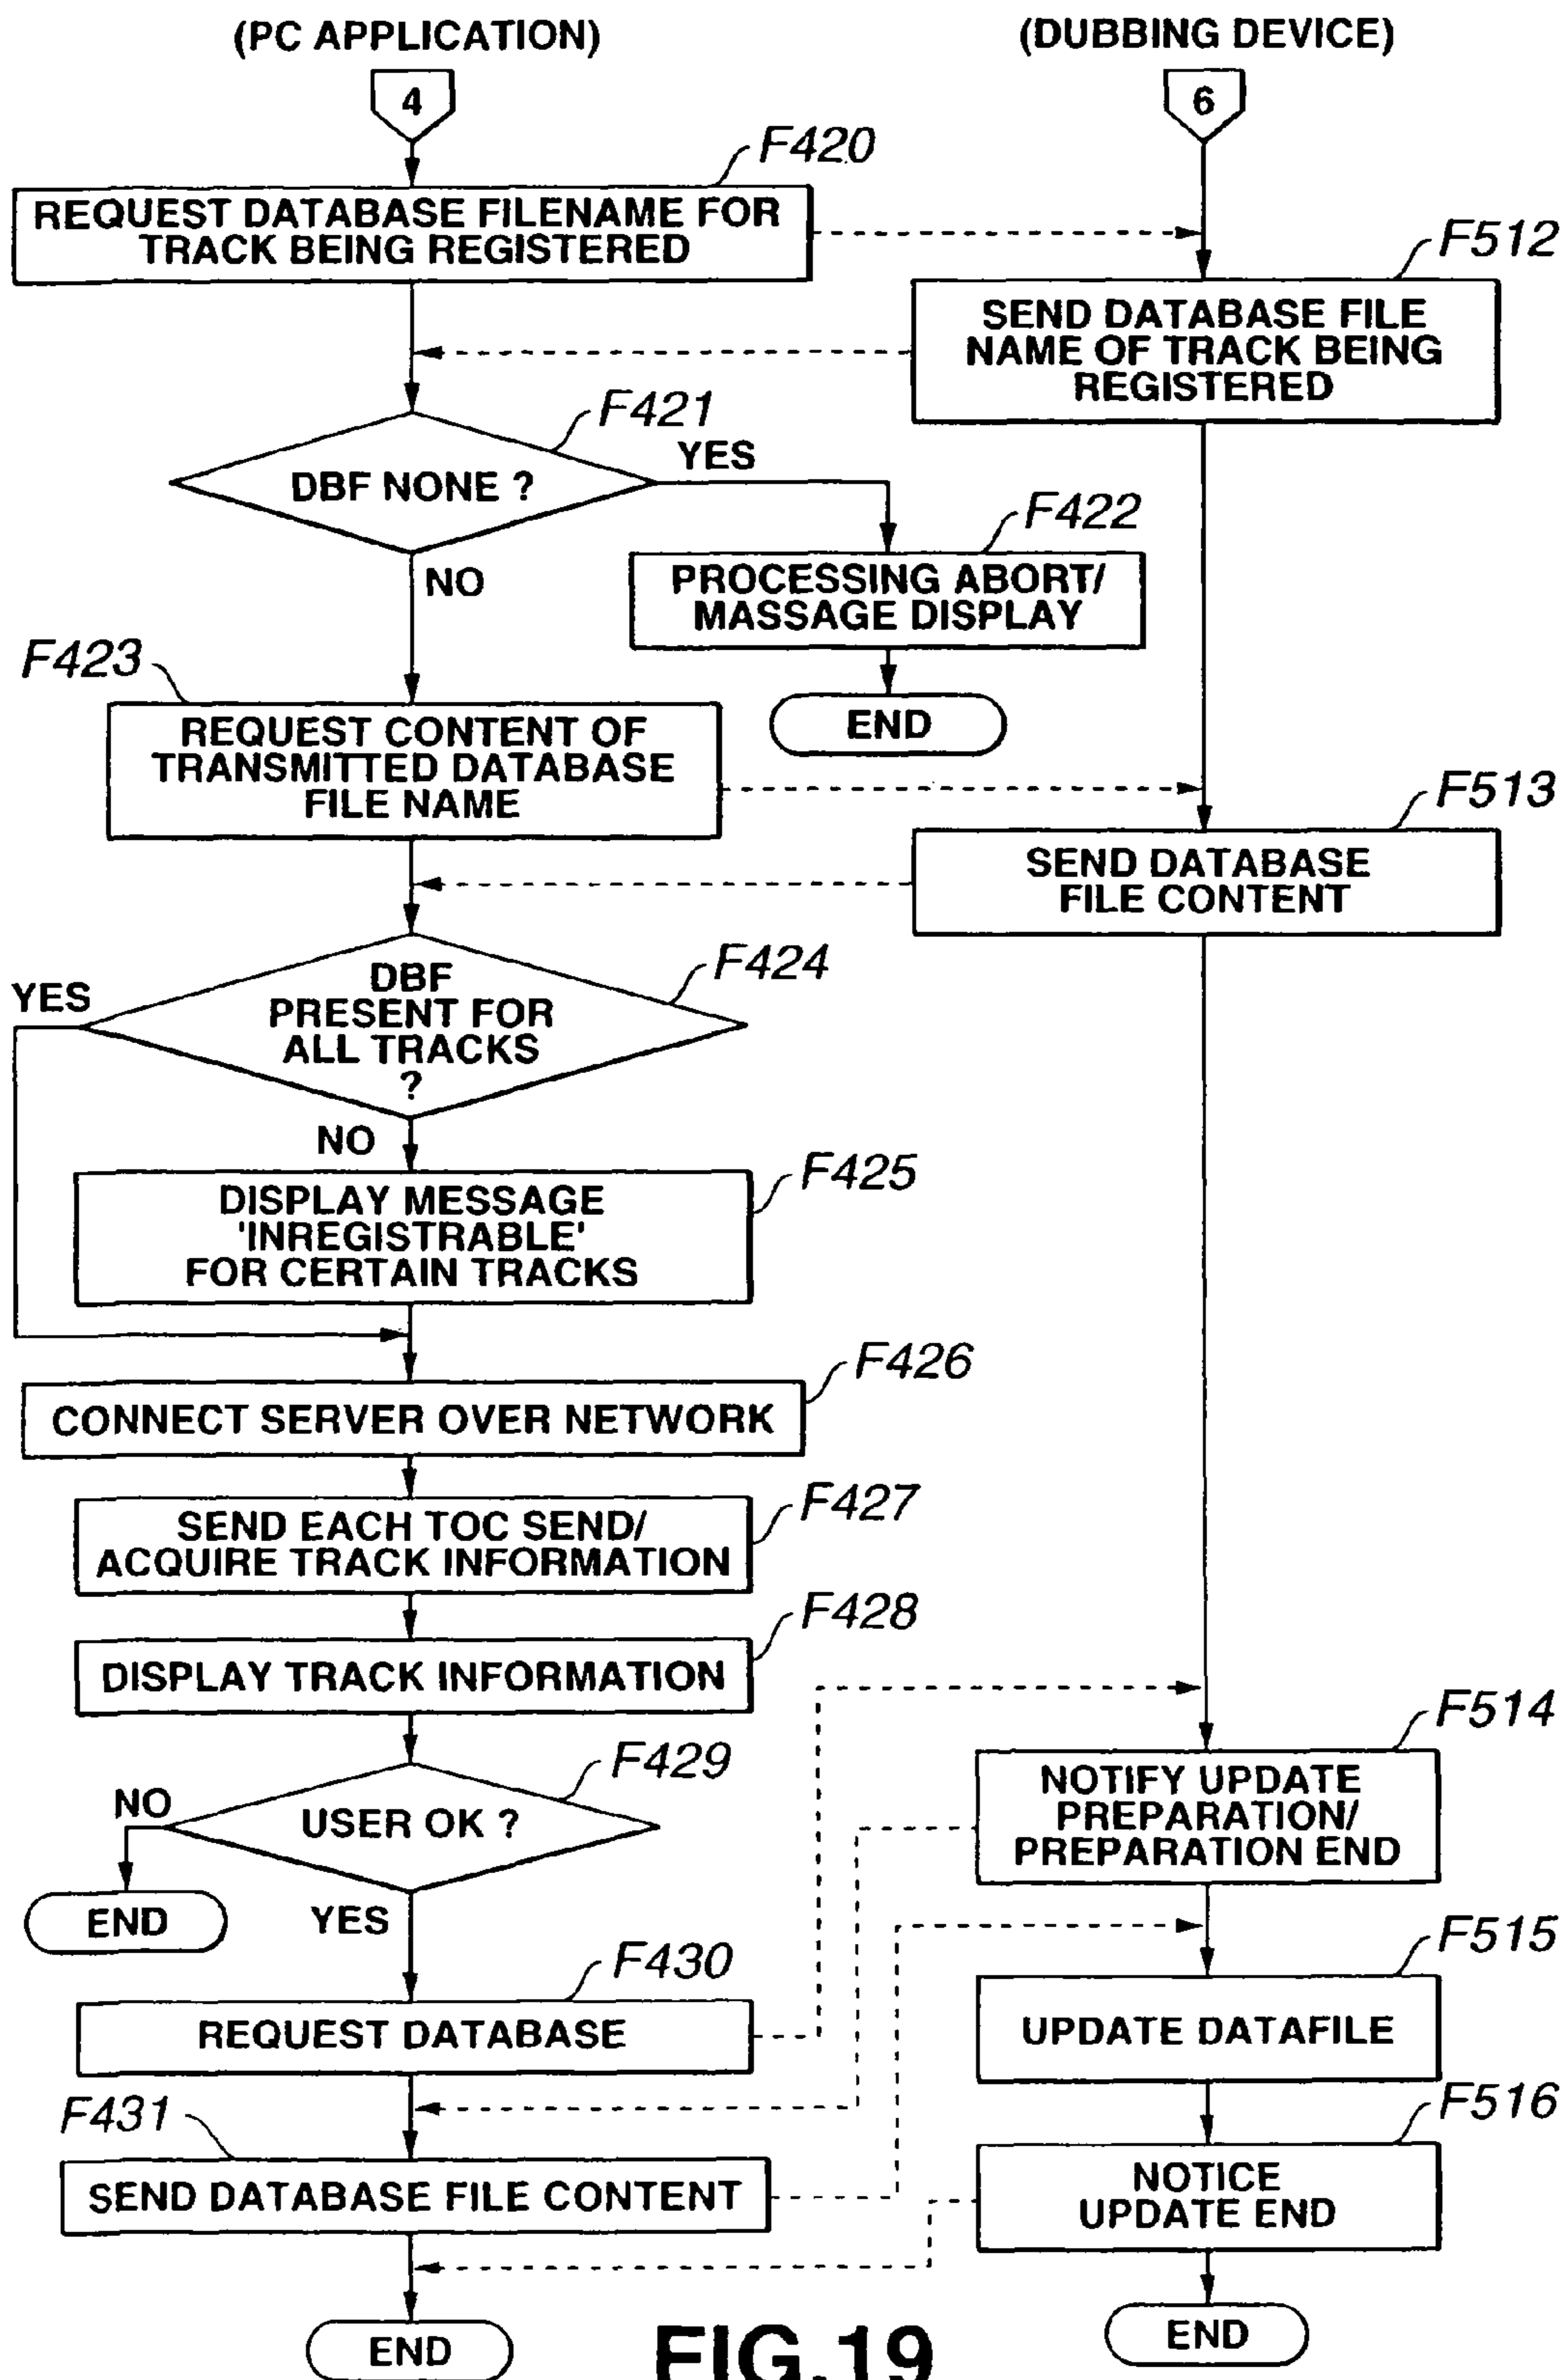 (PC APPLICATION)
(DUBBING DEVICE)
4
6
F420
REQUEST DATABASE FILENAME FOR
TRACK BEING REGISTERED
F512
SEND DATABASE FILE
NAME OF TRACK BEING
REGISTERED
F421
DBF NONE ?
YES
NO
F422
PROCESSING ABORT/
MASSAGE DISPLAY
END
F423
REQUEST CONTENT OF
TRANSMITTED DATABASE
FILE NAME
F513
SEND DATABASE
FILE CONTENT
F424
DBF
PRESENT FOR
ALL TRACKS
?
YES
NO
F425
DISPLAY MESSAGE
'INREGISTRABLE'
FOR CERTAIN TRACKS
F426
CONNECT SERVER OVER NETWORK
F427
SEND EACH TOC SEND/
ACQUIRE TRACK INFORMATION
F428
DISPLAY TRACK INFORMATION
F514
NOTIFY UPDATE
PREPARATION/
PREPARATION END
F429
USER OK ?
NO
END
YES
F515
UPDATE DATAFILE
F430
REQUEST DATABASE
F516
NOTICE
UPDATE END
F431
SEND DATABASE FILE CONTENT
END
END
FIG.19